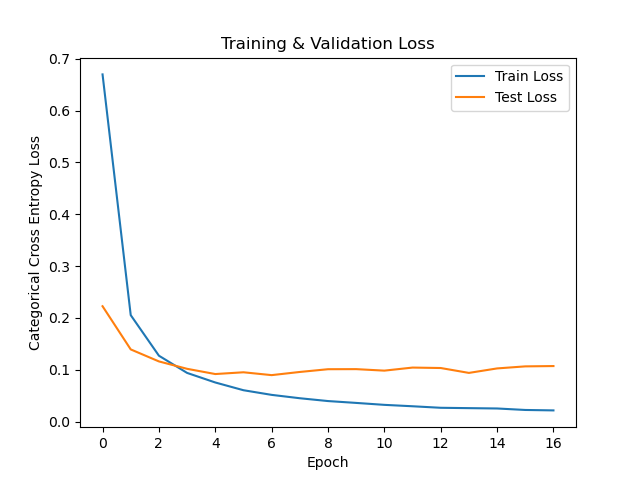 Training & Validation Loss
Train Loss
Test Loss
Categorical Cross Entropy Loss
0.7
0.6
0.5
0.4
0.3
0.2
0.1
0.0
0 2 4 6 8 10 12 14 16
Epoch